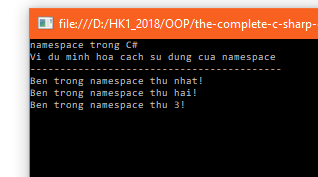 file:///D:/HK1_2018/OOP/the-complete-c-sharp-
namespace trong C#
Vi du minh hoa cach su dung cua namespace
-----------------------------------------
Ben trong namespace thu nhat!
Ben trong namespace thu hai!
Ben trong namespace thu 3!